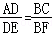 AD/DE = BC/BF